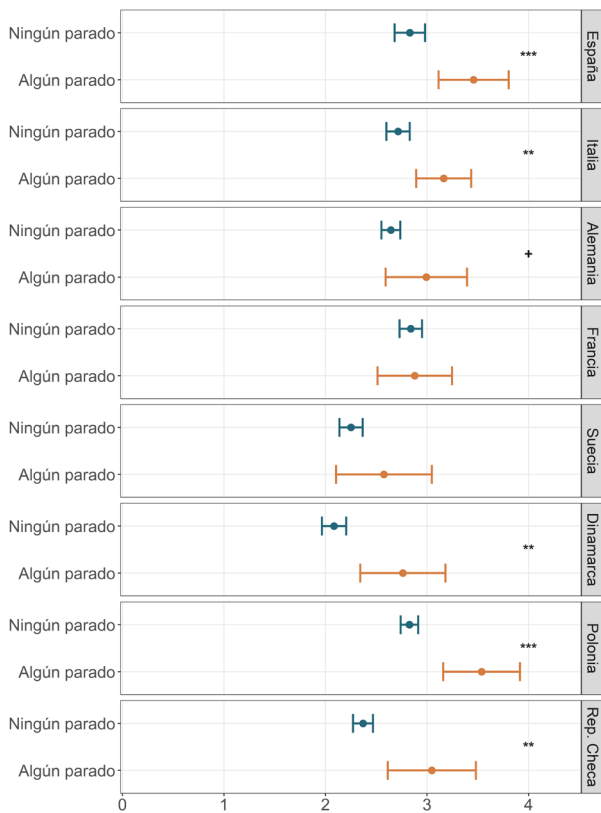 Ningún parado
***
Algún parado
España
Ningún parado
**
Algún parado
Italia
Ningún parado
+
Algún parado
Alemania
Ningún parado
Algún parado
Francia
Ningún parado
Algún parado
Suecia
Ningún parado
**
Algún parado
Dinamarca
Ningún parado
***
Algún parado
Polonia
Ningún parado
**
Algún parado
Rep. Checa
0 1 2 3 4